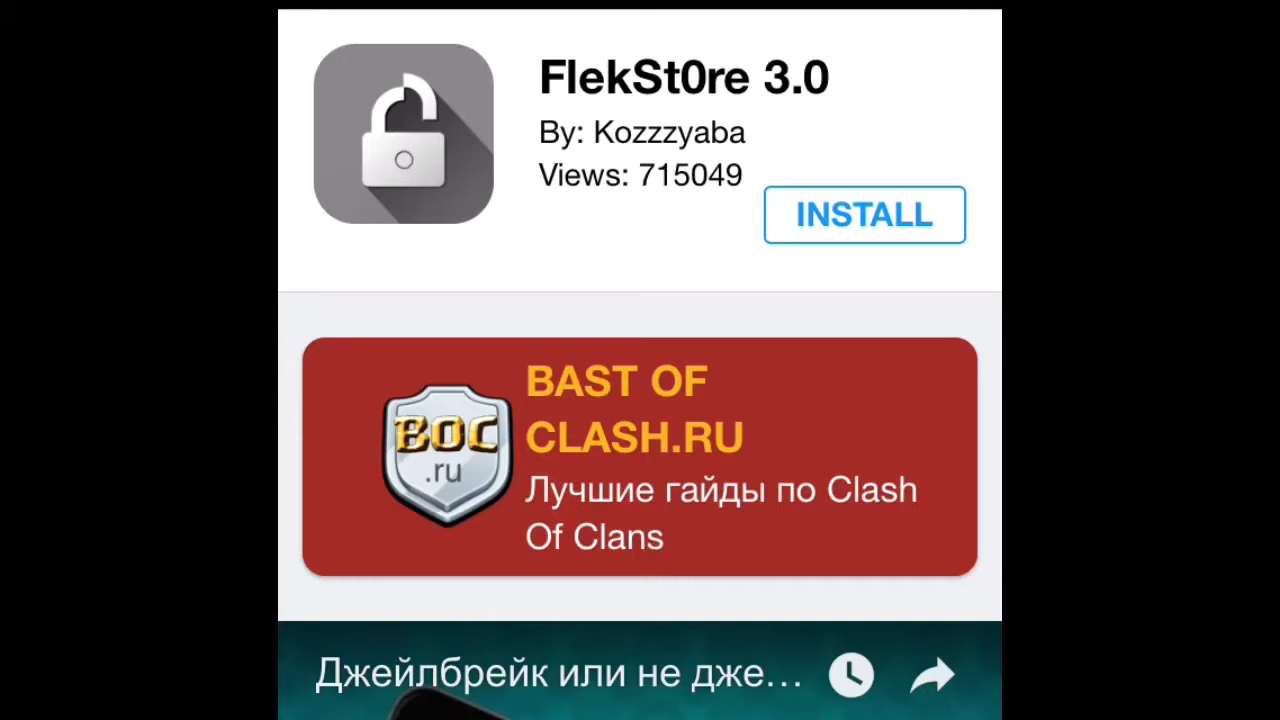 FlekSt0re 3.0
By: Kozzzyaba
Views: 715049
INSTALL
BAST OF
CLASH.RU
BOC
.ru
Лучшие гайды по Clash
Of Clans
Джейлбрейк или не дже...